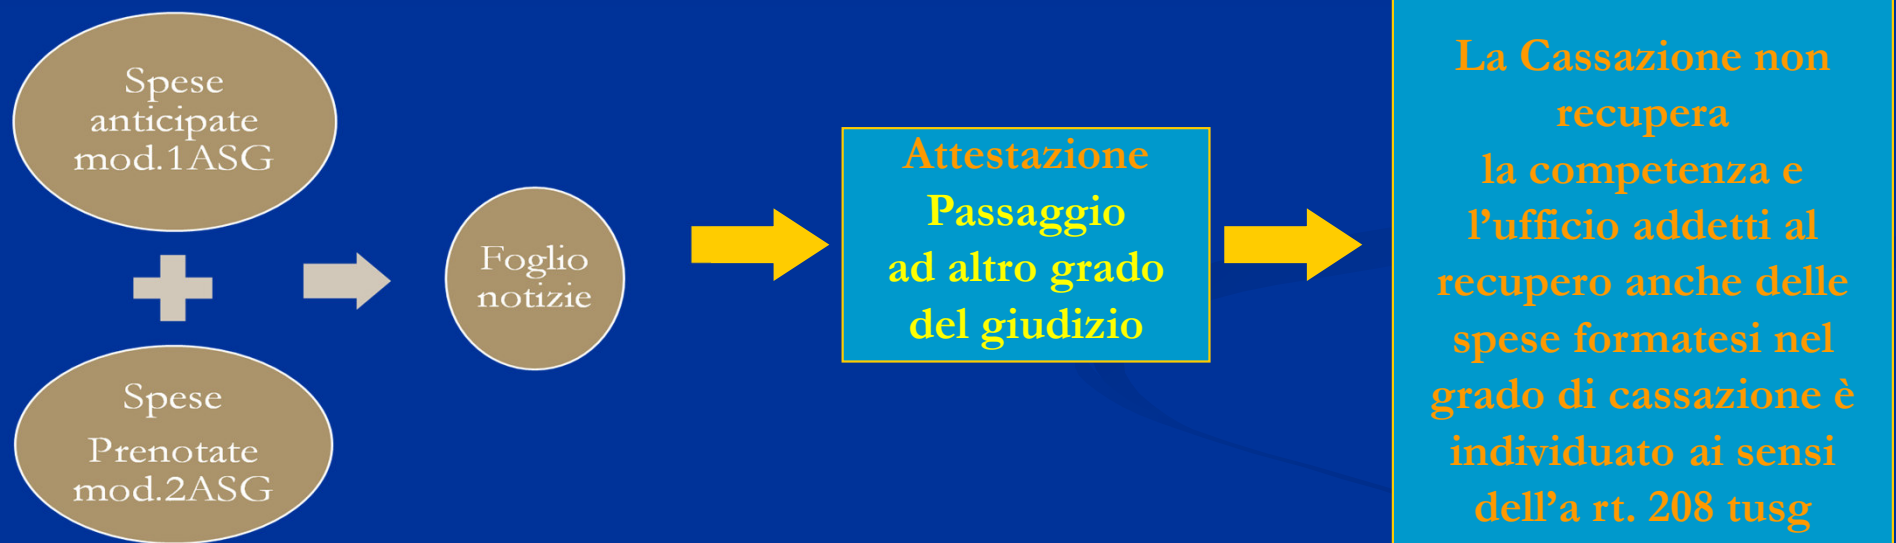 Spese
anticipate
mod.1ASG
Spese
Prenotate
mod.2ASG
Foglio
notizie
Attestazione
Passaggio
ad altro grado
del giudizio
La Cassazione non
recupera
la competenza e
l’ufficio addetti al
recupero anche delle
spese formatesi nel
grado di cassazione è
individuato ai sensi
dell’a rt. 208 tusg